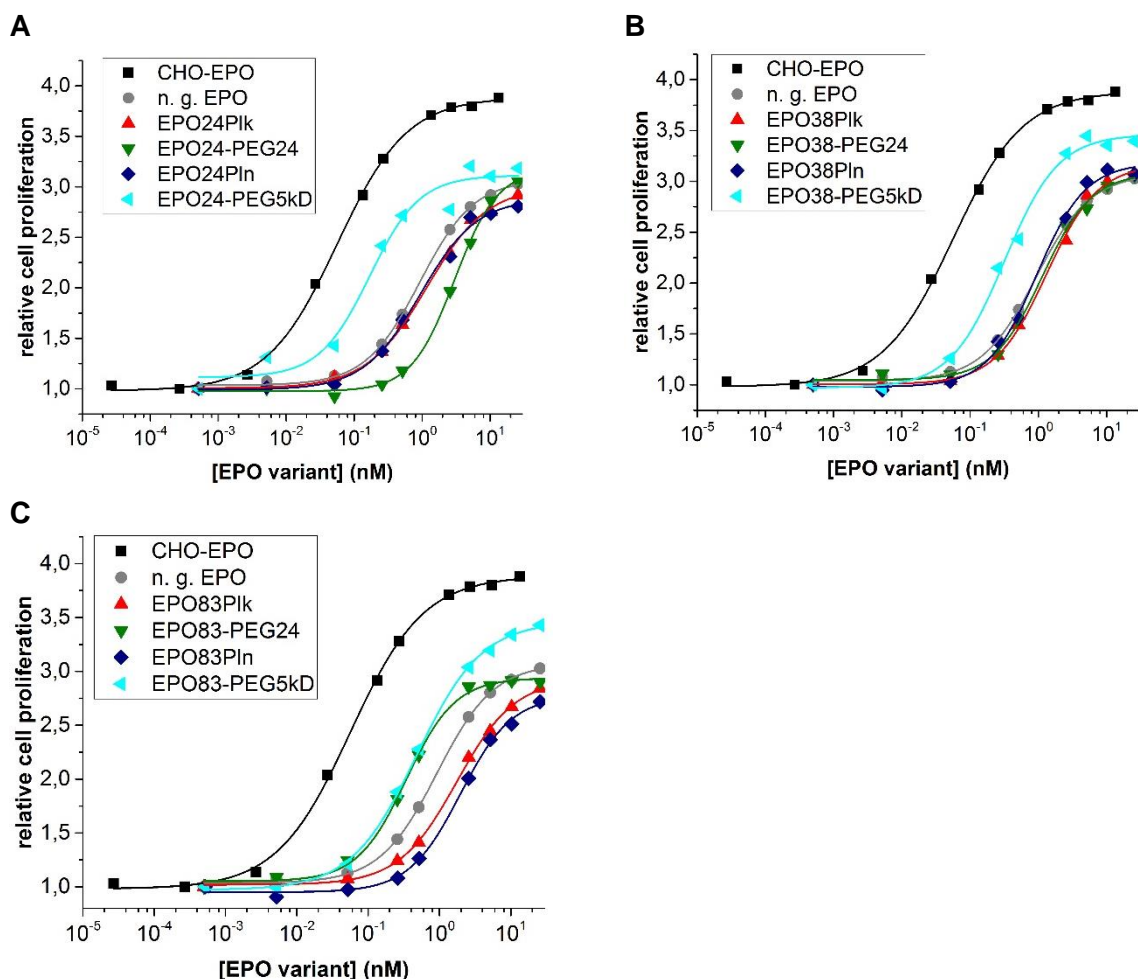 A
CHO-EPO
n. g. EPO
EPO24Plk
EPO24-PEG24
EPO24Pln
EPO24-PEG5kD
relative cell proliferation
4,0
3,5
3,0
2,5
2,0
1,5
1,0
10-5 10-4 10-3 10-2 10-1 100 101
[EPO variant] (nM)
B
CHO-EPO
n. g. EPO
EPO38Plk
EPO38-PEG24
EPO38Pln
EPO38-PEG5kD
relative cell proliferation
4,0
3,5
3,0
2,5
2,0
1,5
1,0
10-5 10-4 10-3 10-2 10-1 100 101
[EPO variant] (nM)
C
CHO-EPO
n. g. EPO
EPO83Plk
EPO83-PEG24
EPO83Pln
EPO83-PEG5kD
relative cell proliferation
4,0
3,5
3,0
2,5
2,0
1,5
1,0
10-5 10-4 10-3 10-2 10-1 100 101
[EPO variant] (nM)